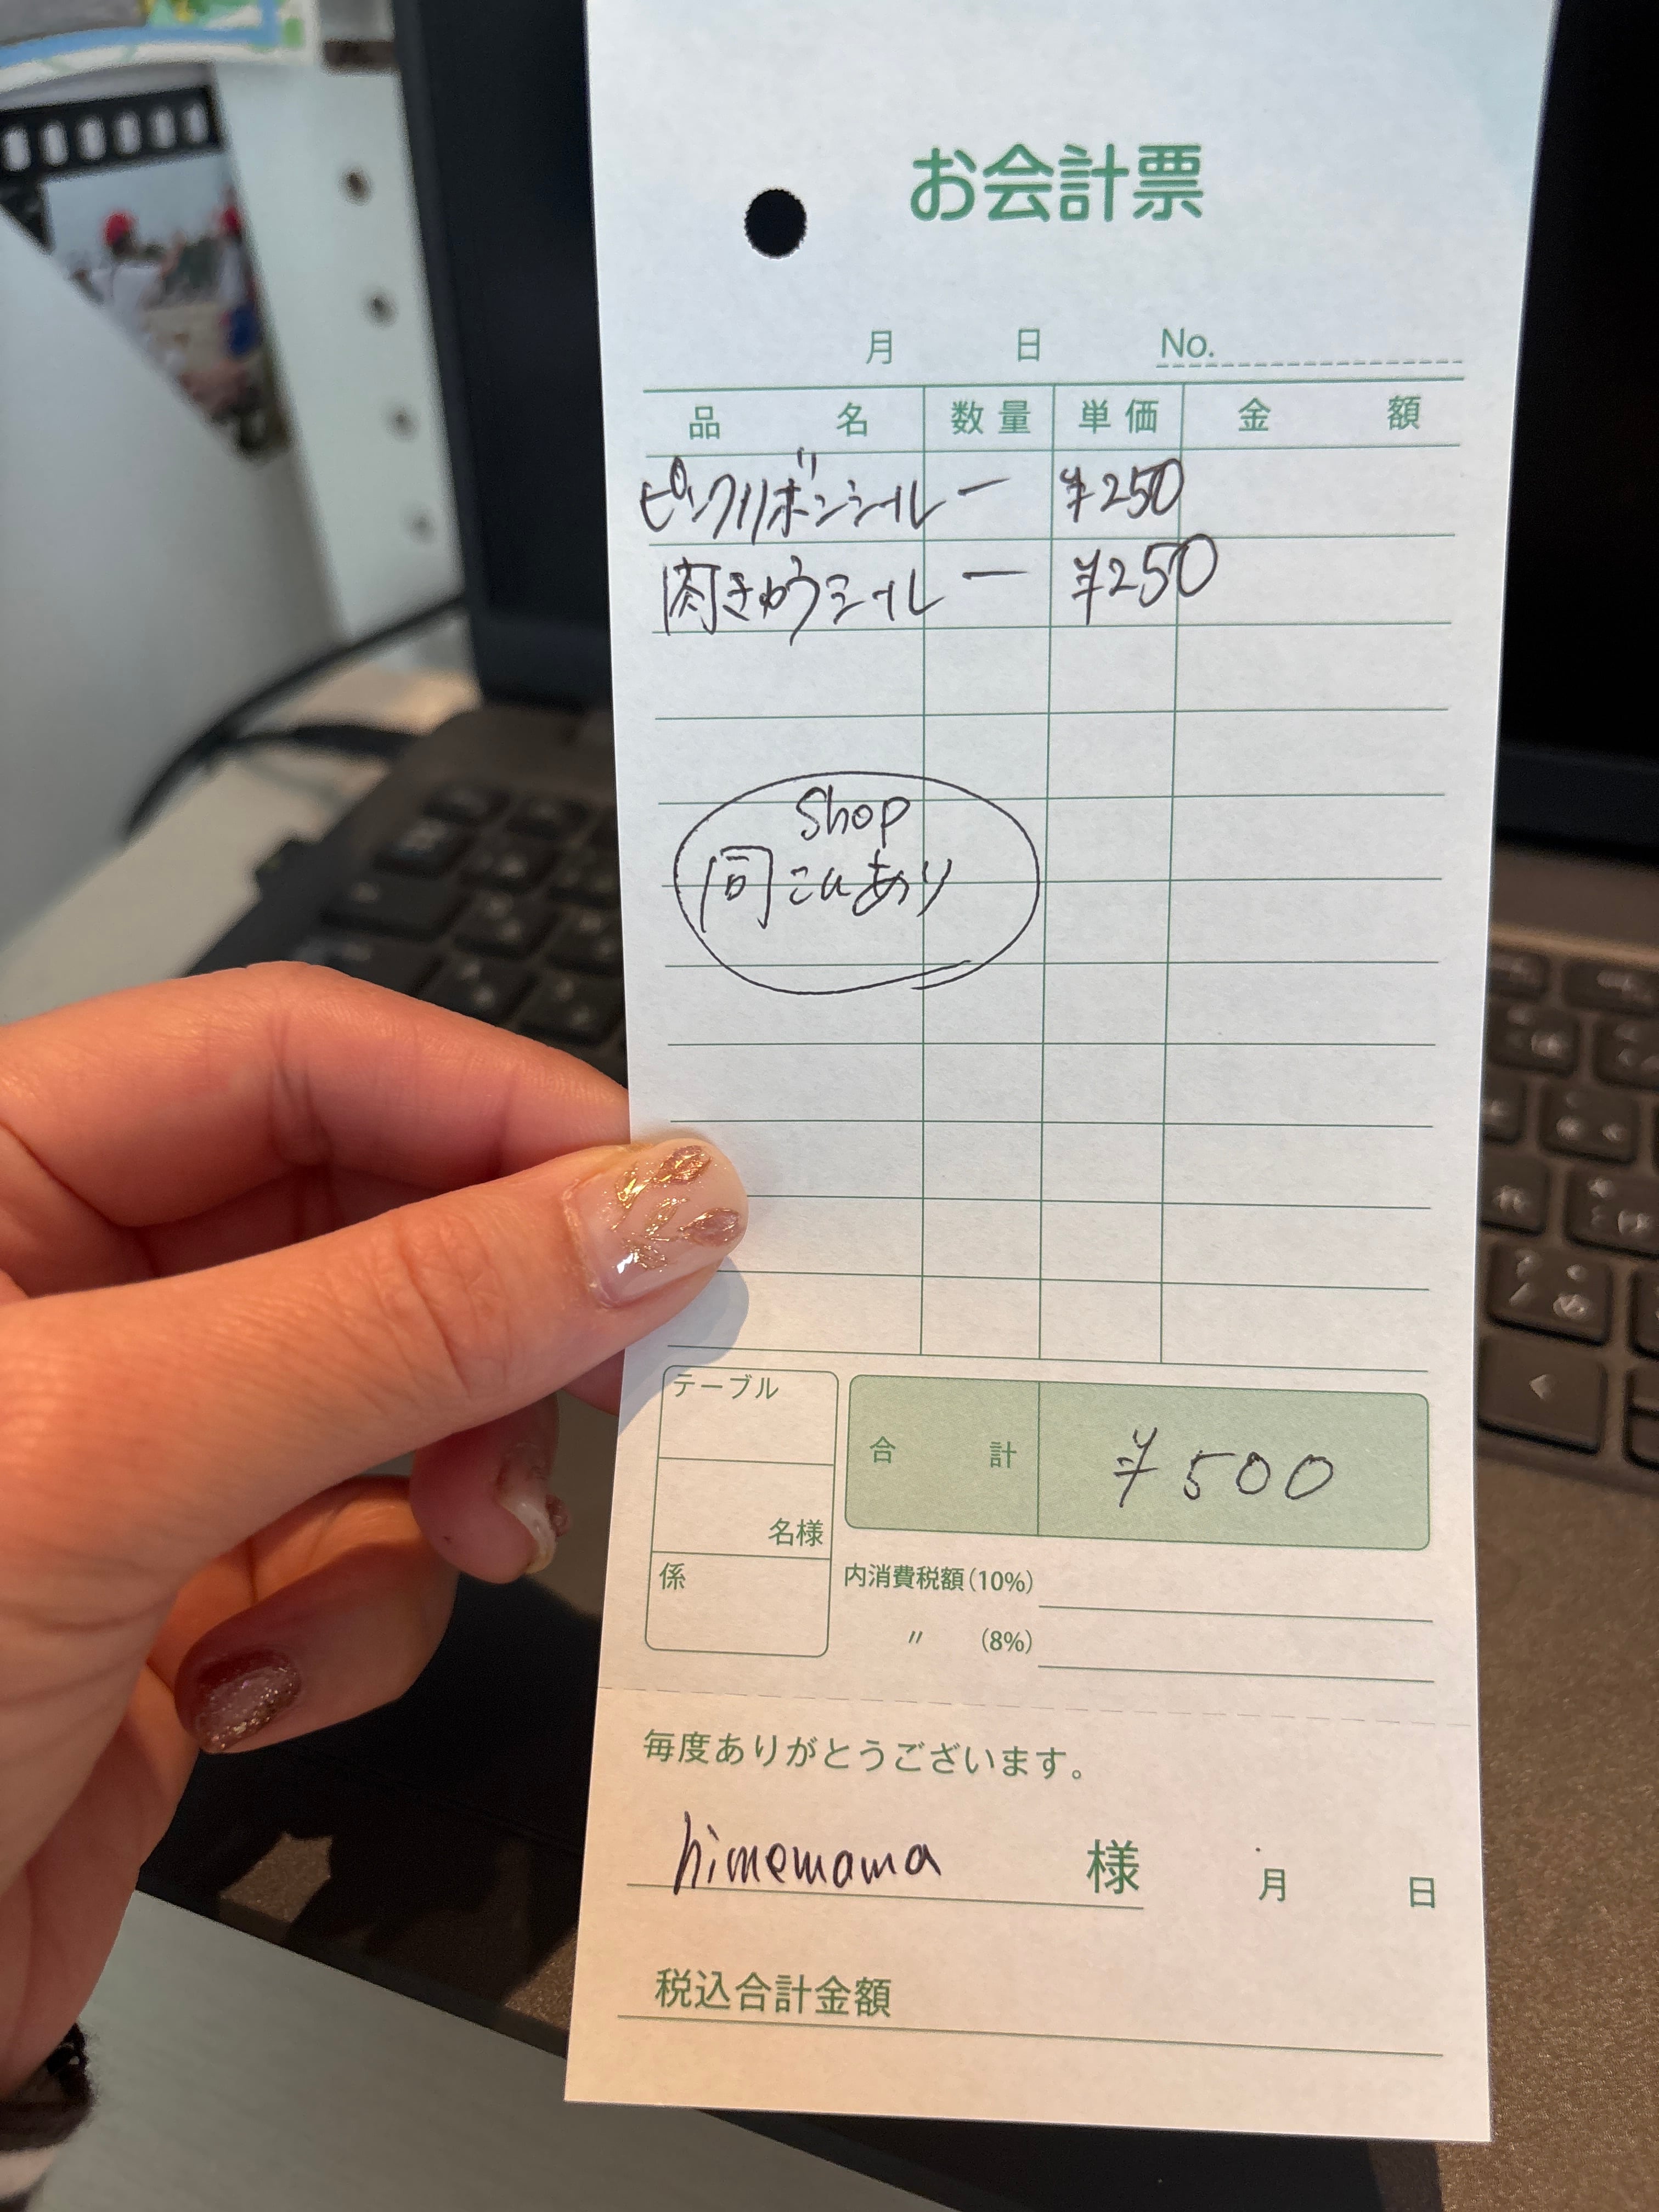 お会計票
月 日 No.
品名 数量 単価 金額
ピンクリボンシール 一 ¥250
肉きゅうシール 一 ¥250
Shop
同こんあり
テーブル
名様
係
合計 ¥500
内消費税額(10%)
〃 (8%)
毎度ありがとうございます。
himemama 様 月 日
税込合計金額